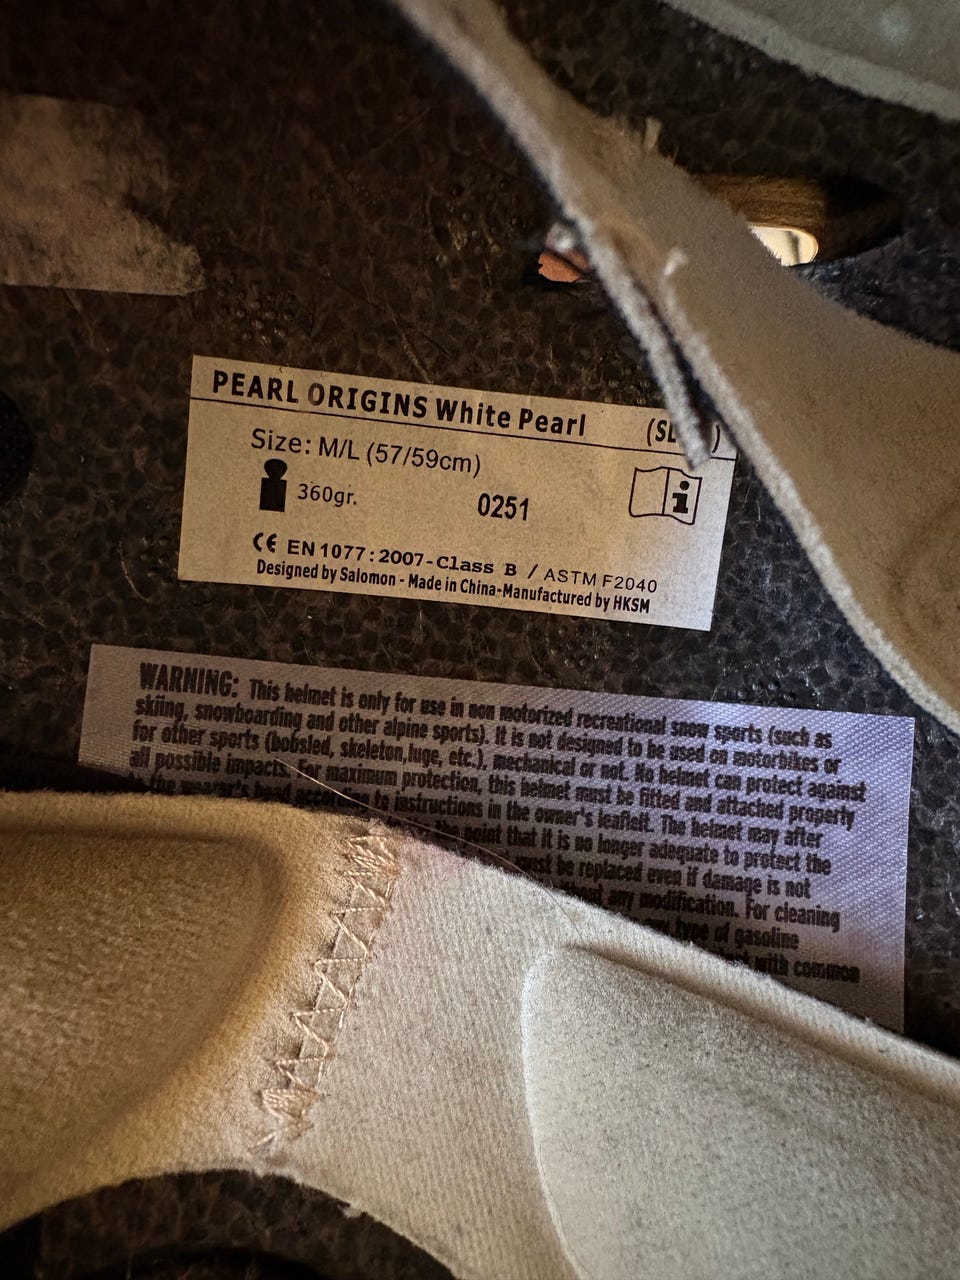 PEARL ORIGINS White Pearl (SL
Size: M/L (57/59cm)
360gr. 0251
i
CE EN 1077:2007-Class B / ASTM F2040
Designed by Salomon - Made in China-Manufactured by HKSM
WARNING: This helmet is only for use in non motorized recreational snow sports (such as
skiing, snowboarding and other alpine sports). It is not designed to be used on motorbikes or
for other sports (bobsled, skeleton,luge, etc.), mechanical or not. No helmet can protect against
all possible impacts. For maximum protection, this helmet must be fitted and attached properly
to the wearer's head according to instructions in the owner's leaflelt. The helmet may after
the point that it is no longer adequate to protect the
must be replaced even if damage is not
any modification. For cleaning
any type of gasoline
with common